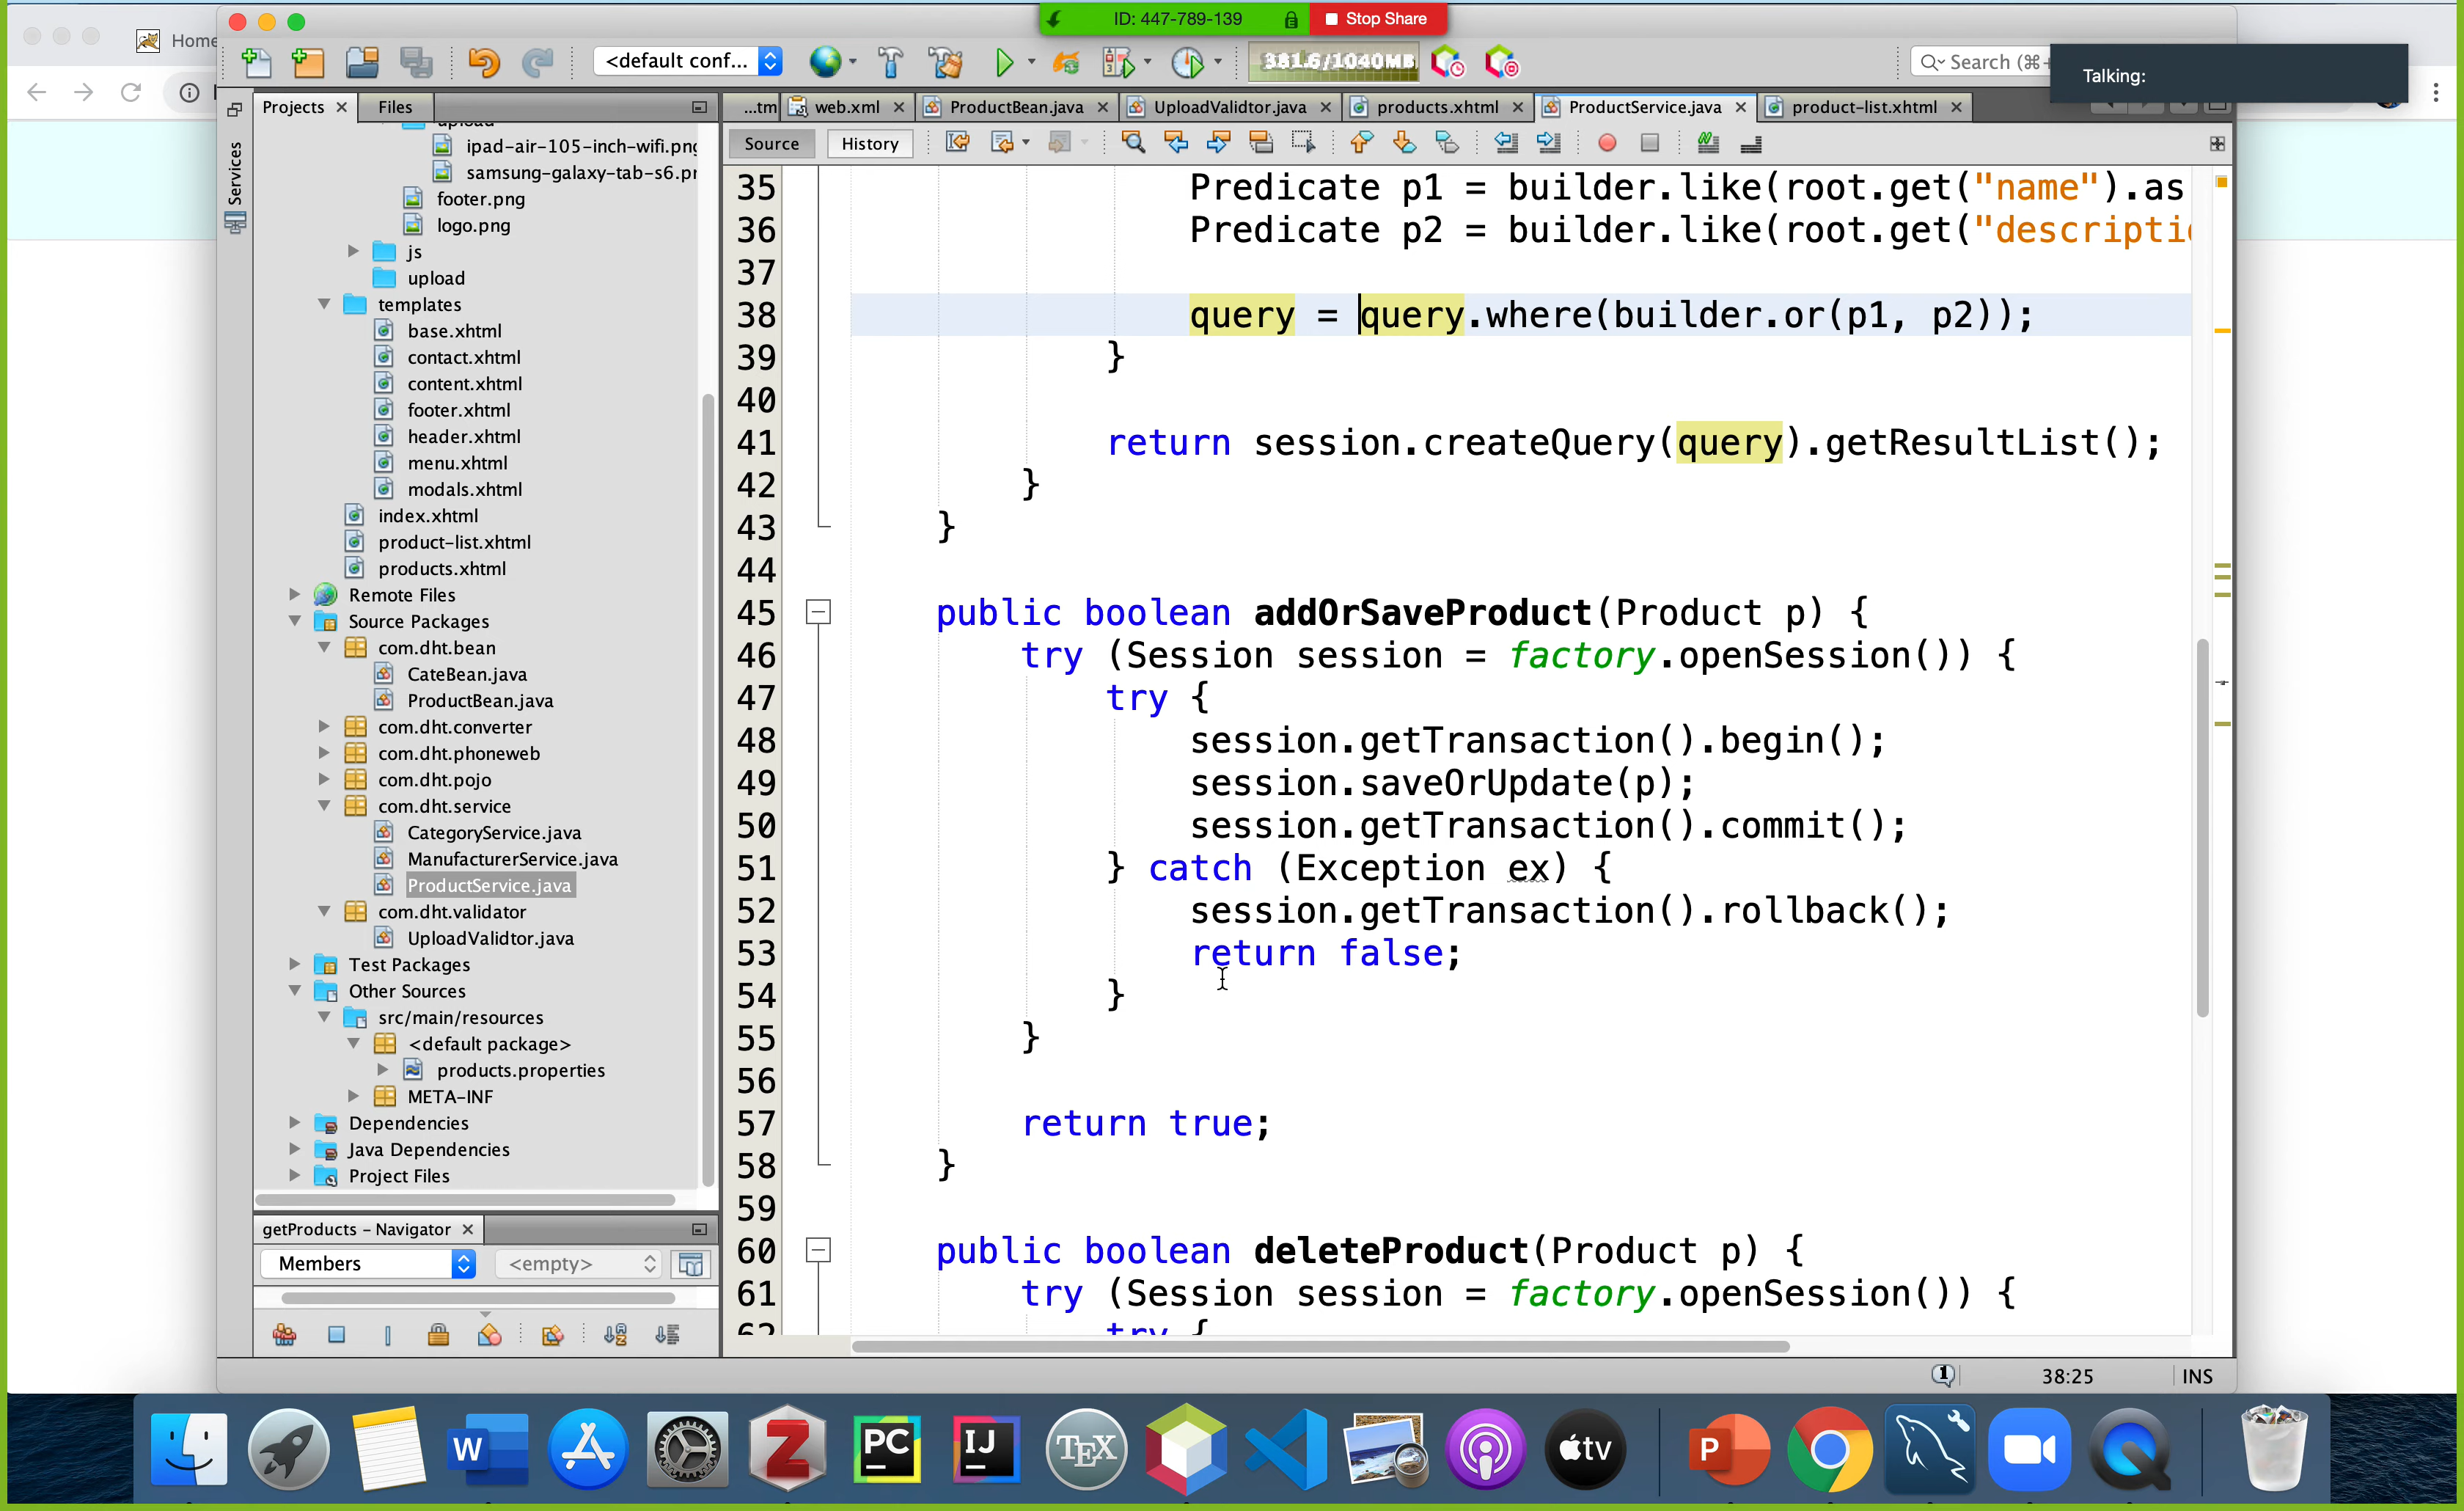 ID: 447-789-139
Stop Share
Home
<default conf...
381.6/1040MB
Search (⌘+
Talking:
Projects
Files
...tm
web.xml
ProductBean.java
UploadValidtor.java
products.xhtml
ProductService.java
product-list.xhtml
Services
Source
History
upload
ipad-air-105-inch-wifi.png
samsung-galaxy-tab-s6.pr
footer.png
logo.png
js
upload
templates
base.xhtml
contact.xhtml
content.xhtml
footer.xhtml
header.xhtml
menu.xhtml
modals.xhtml
index.xhtml
product-list.xhtml
products.xhtml
Remote Files
Source Packages
com.dht.bean
CateBean.java
ProductBean.java
com.dht.converter
com.dht.phoneweb
com.dht.pojo
com.dht.service
CategoryService.java
ManufacturerService.java
ProductService.java
com.dht.validator
UploadValidtor.java
Test Packages
Other Sources
src/main/resources
<default package>
products.properties
META-INF
Dependencies
Java Dependencies
Project Files
getProducts - Navigator
Members
<empty>
35 Predicate p1 = builder.like(root.get("name").as
36 Predicate p2 = builder.like(root.get("descripti
37
38 query = query.where(builder.or(p1, p2));
39 }
40
41 return session.createQuery(query).getResultList();
42 }
43 }
44
45 public boolean addOrSaveProduct(Product p) {
46 try (Session session = factory.openSession()) {
47 try {
48 session.getTransaction().begin();
49 session.saveOrUpdate(p);
50 session.getTransaction().commit();
51 } catch (Exception ex) {
52 session.getTransaction().rollback();
53 return false;
54 }
55 }
56
57 return true;
58 }
59
60 public boolean deleteProduct(Product p) {
61 try (Session session = factory.openSession()) {
62 try {
1
38:25
INS
W
Z
PC
IJ
TEX
tv
P